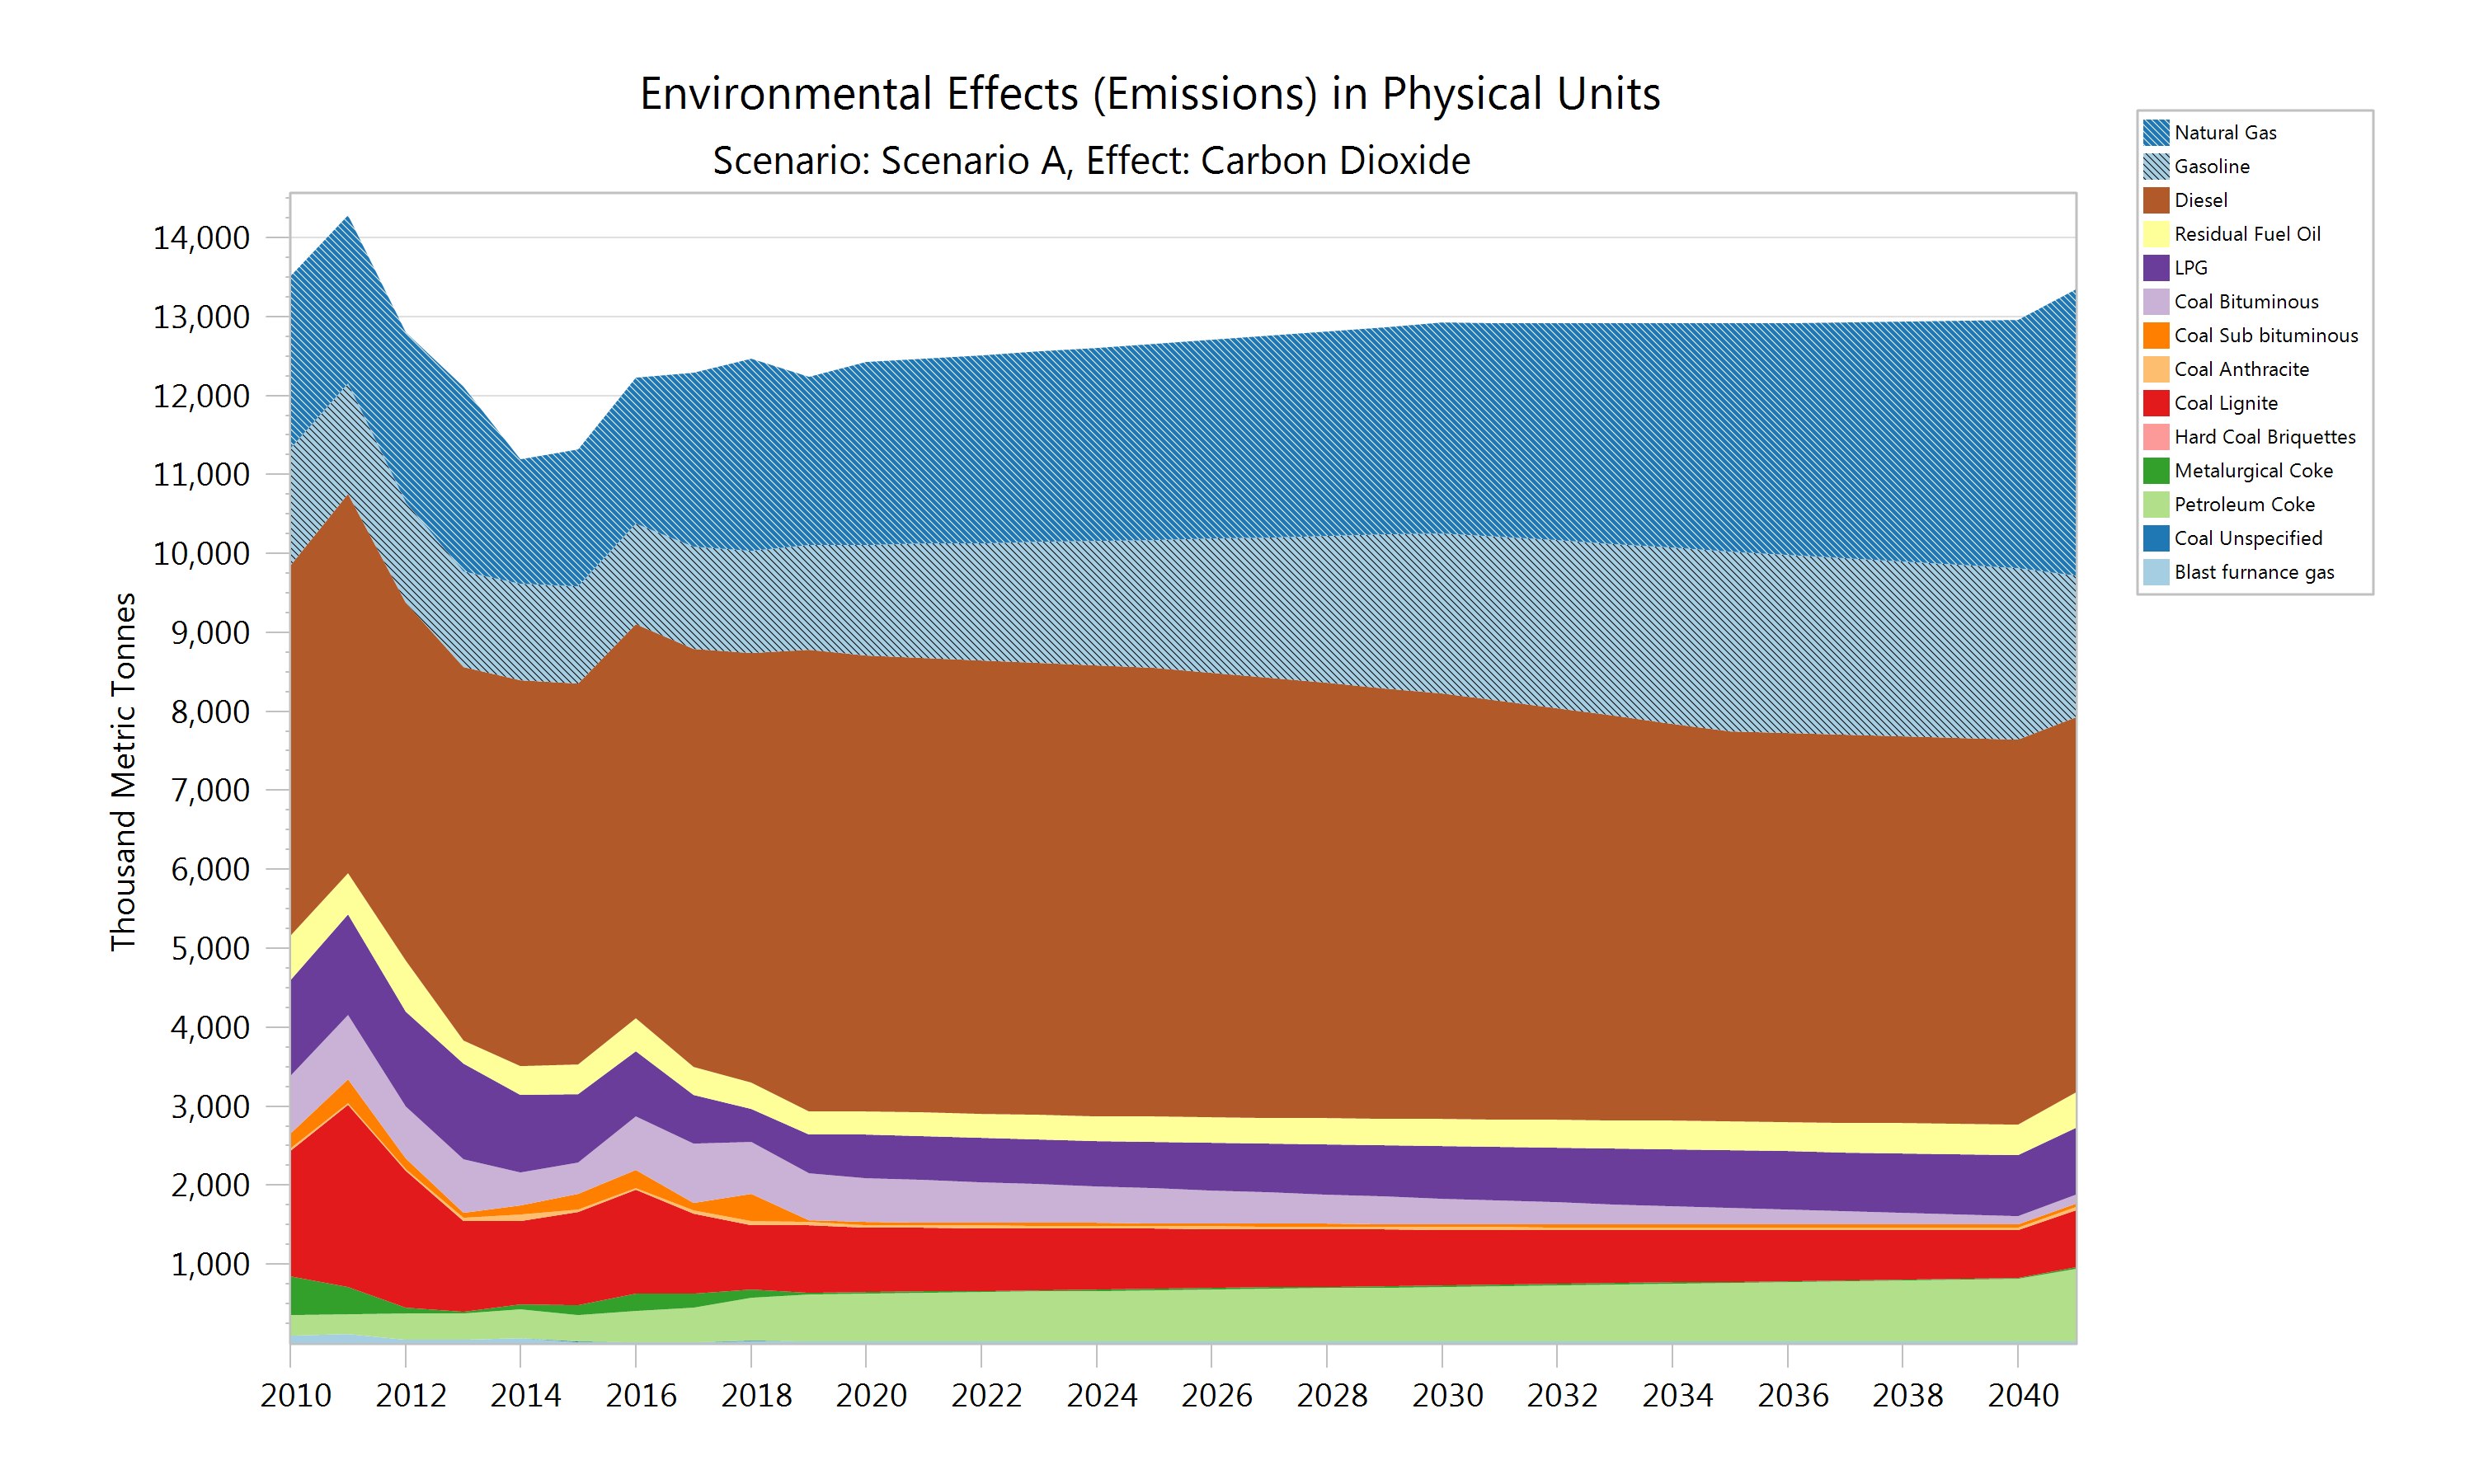 Environmental Effects (Emissions) in Physical Units
Scenario: Scenario A, Effect: Carbon Dioxide
Natural Gas
Gasoline
Diesel
Residual Fuel Oil
LPG
Coal Bituminous
Coal Sub bituminous
Coal Anthracite
Coal Lignite
Hard Coal Briquettes
Metalurgical Coke
Petroleum Coke
Coal Unspecified
Blast furnance gas
Thousand Metric Tonnes
14,000
13,000
12,000
11,000
10,000
9,000
8,000
7,000
6,000
5,000
4,000
3,000
2,000
1,000
2010 2012 2014 2016 2018 2020 2022 2024 2026 2028 2030 2032 2034 2036 2038 2040